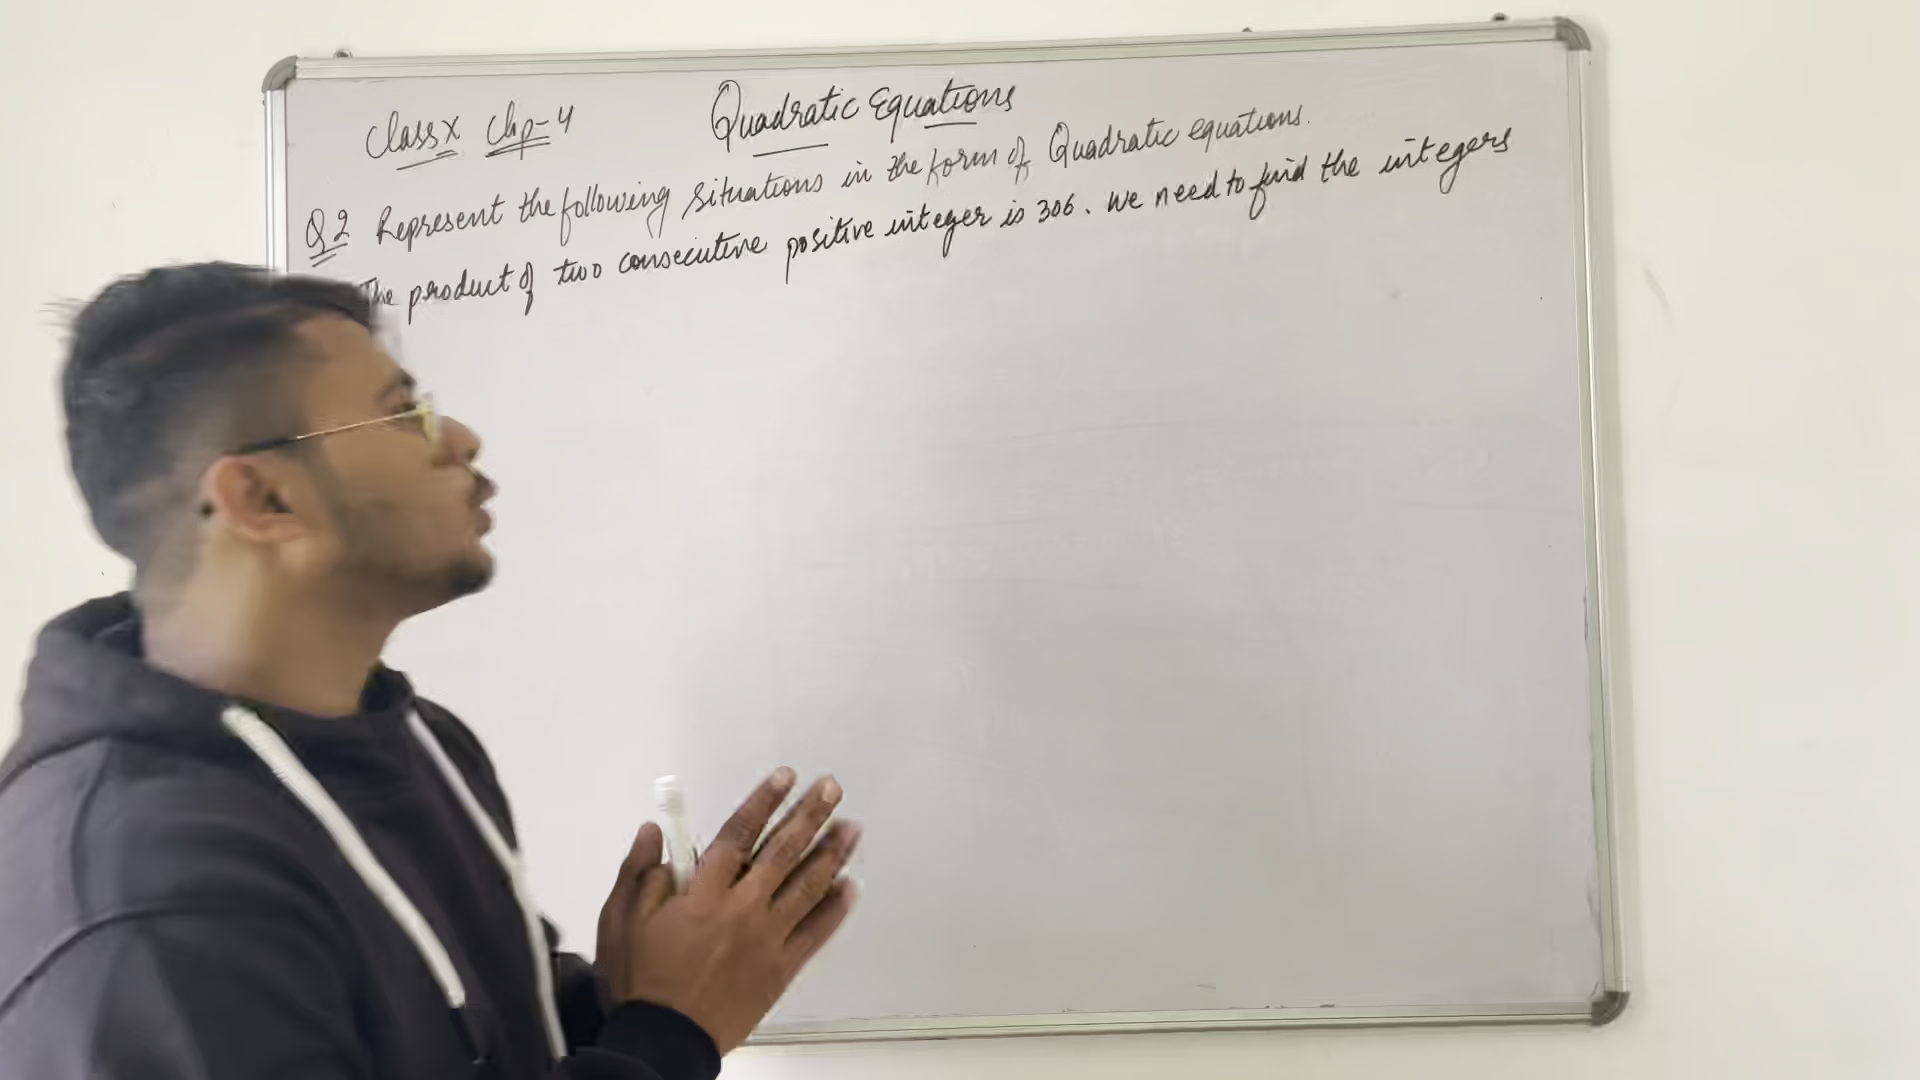 Class X Chp-4 Quadratic Equations
Q2 Represent the following situations in the form of Quadratic equations.
The product of two consecutive positive integer is 306. we need to find the integers